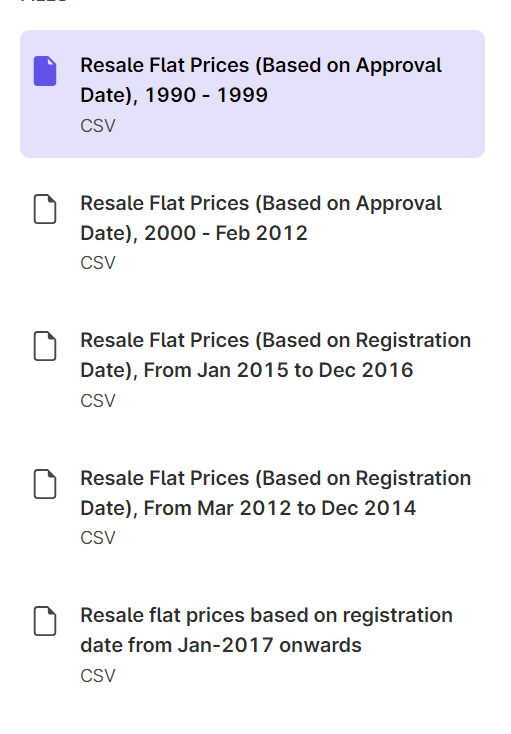 Resale Flat Prices (Based on Approval
Date), 1990 - 1999
CSV
Resale Flat Prices (Based on Approval
Date), 2000 - Feb 2012
CSV
Resale Flat Prices (Based on Registration
Date), From Jan 2015 to Dec 2016
CSV
Resale Flat Prices (Based on Registration
Date), From Mar 2012 to Dec 2014
CSV
Resale flat prices based on registration
date from Jan-2017 onwards
CSV